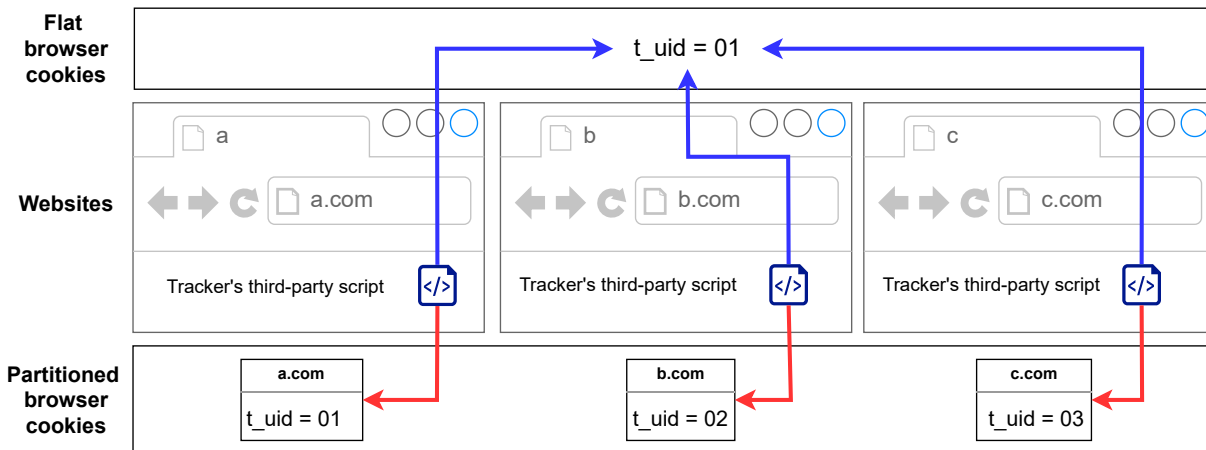 Flat
browser
cookies
t_uid = 01
Websites
a
a.com
Tracker's third-party script
</>
b
b.com
Tracker's third-party script
</>
c
c.com
Tracker's third-party script
</>
Partitioned
browser
cookies
a.com
t_uid = 01
b.com
t_uid = 02
c.com
t_uid = 03